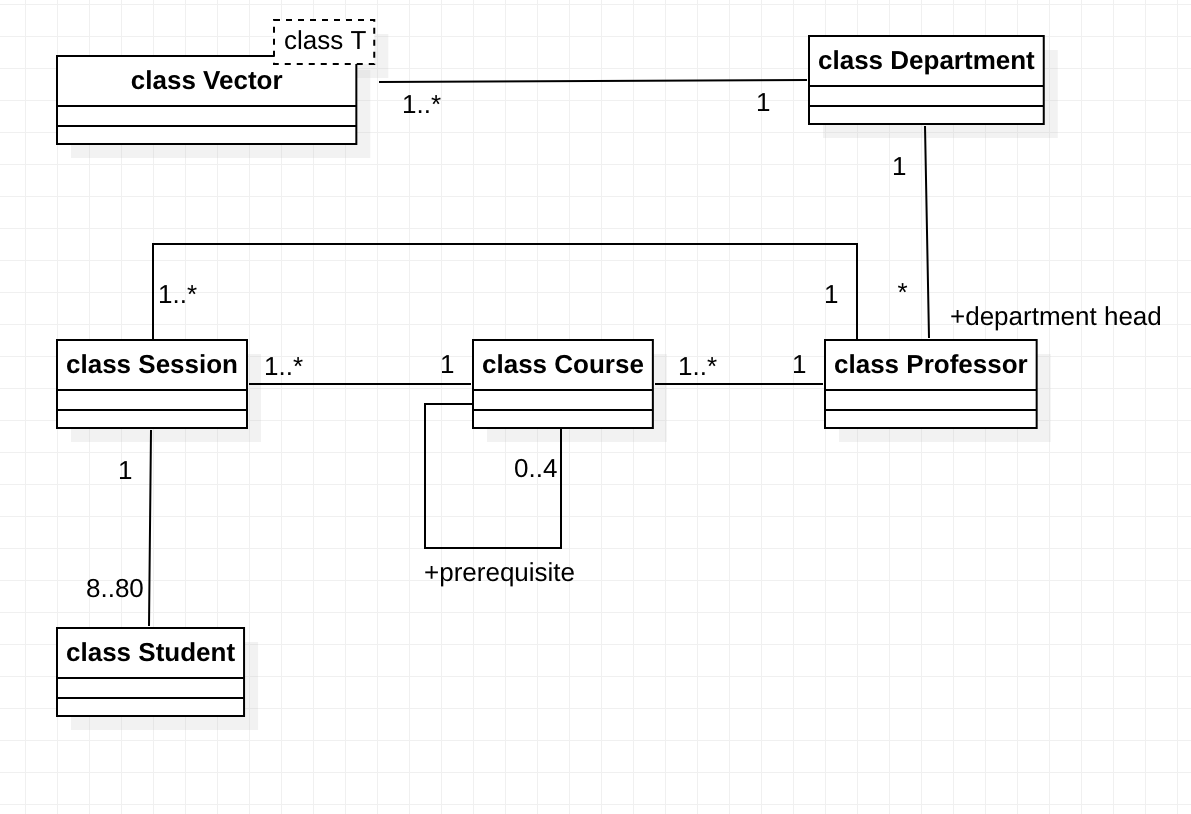 class T
class Vector
class Department
1..*
1
1
1..*
1
*
+department head
class Session
1..*
1
class Course
1..*
1
class Professor
1
0..4
+prerequisite
8..80
class Student